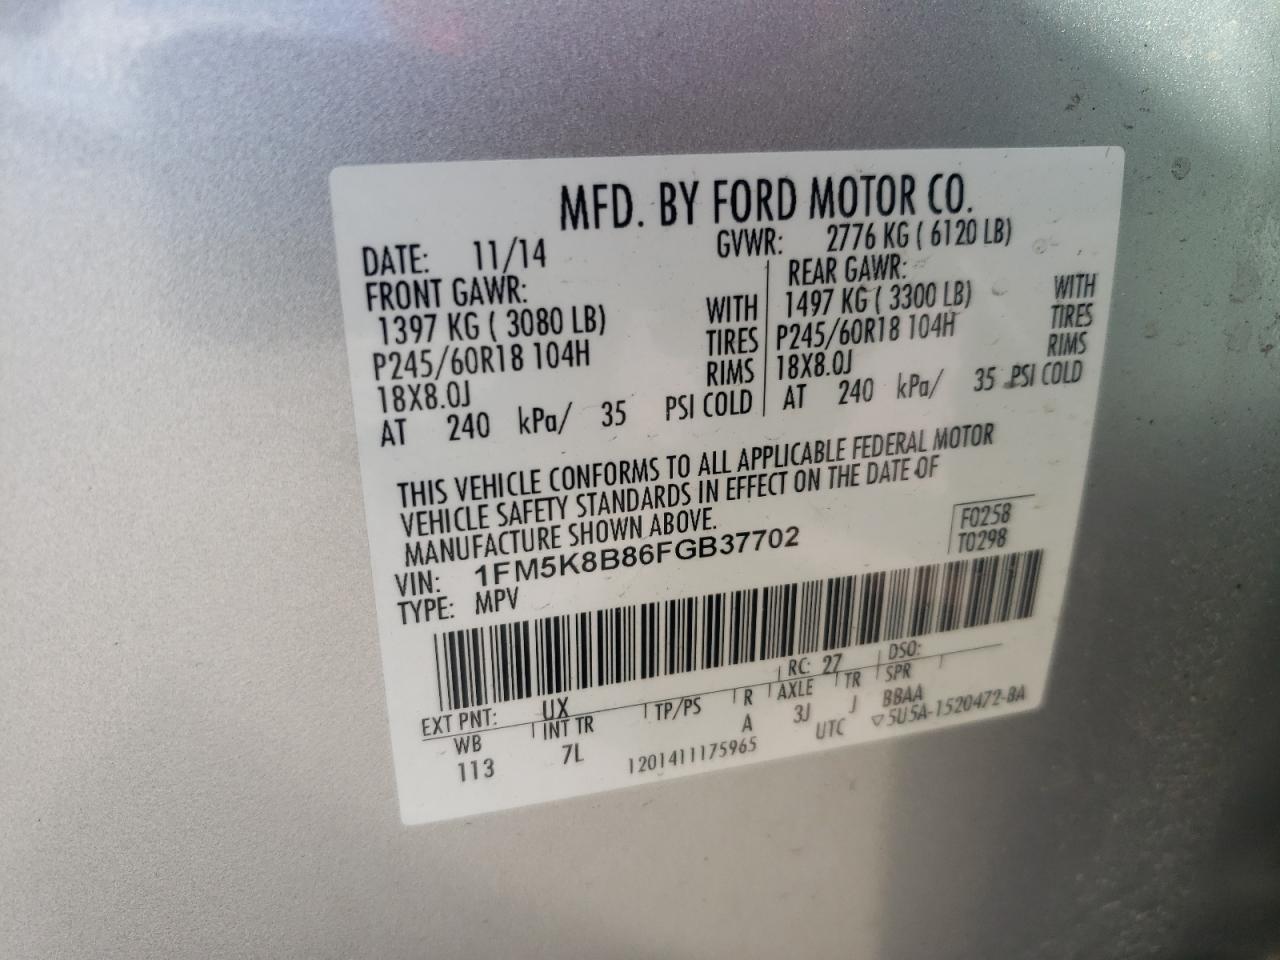 MFD. BY FORD MOTOR CO.
DATE: 11/14 GVWR: 2776 KG ( 6120 LB)
FRONT GAWR: REAR GAWR:
1397 KG ( 3080 LB) WITH 1497 KG ( 3300 LB) WITH
P245/60R18 104H TIRES P245/60R18 104H TIRES
18X8.0J RIMS 18X8.0J RIMS
AT 240 kPa/ 35 PSI COLD AT 240 kPa/ 35 PSI COLD
THIS VEHICLE CONFORMS TO ALL APPLICABLE FEDERAL MOTOR
VEHICLE SAFETY STANDARDS IN EFFECT ON THE DATE OF
MANUFACTURE SHOWN ABOVE.
F0258
VIN: 1FM5K8B86FGB37702 T0298
TYPE: MPV
EXT PNT: UX RC: 27 DSO:
WB INT TR TP/PS R AXLE TR SPR
113 7L A 3J J BBAA
1201411175965 UTC ▽5U5A-1520472-BA